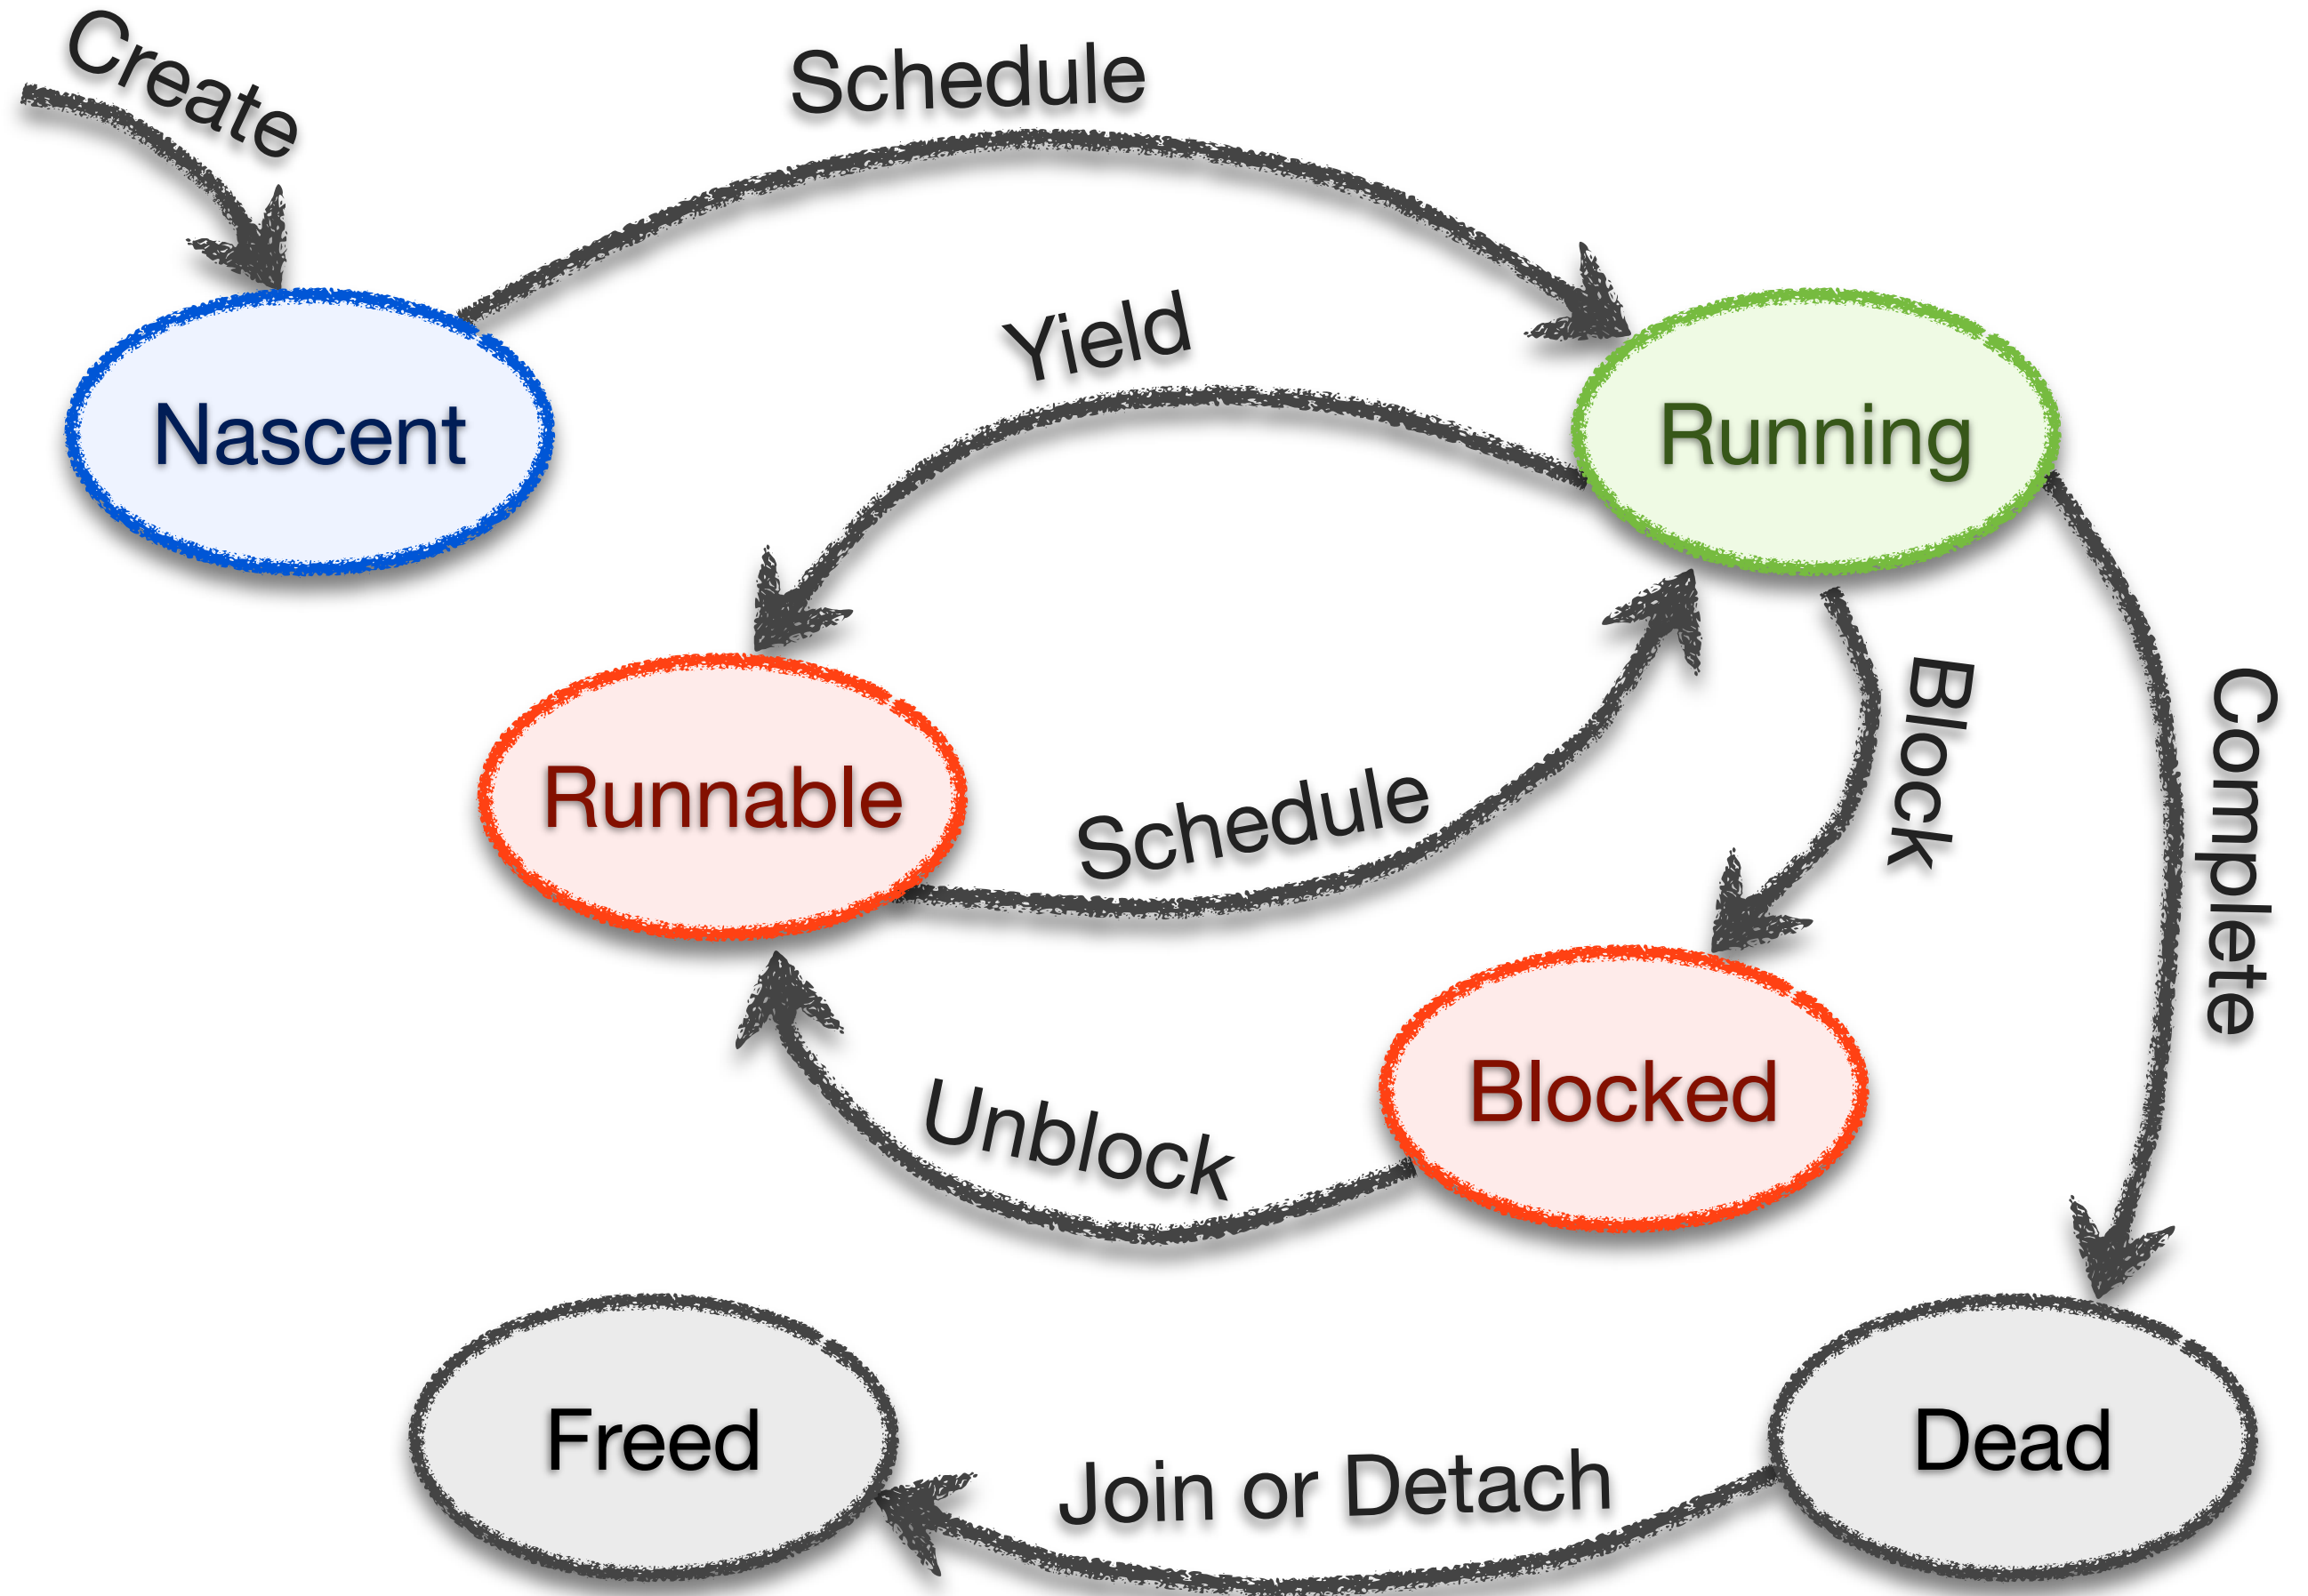 Create
Schedule
Yield
Nascent
Running
Block
Complete
Runnable
Schedule
Blocked
Unblock
Freed
Dead
Join or Detach